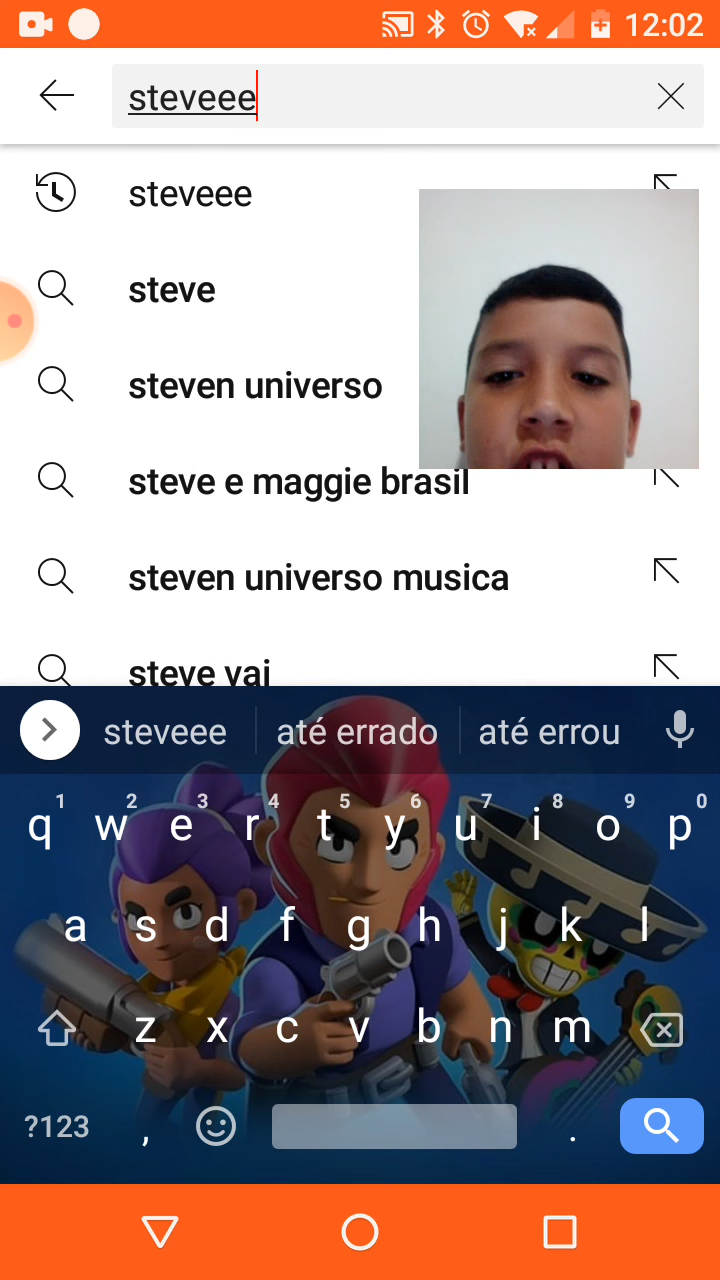 12:02
steveee
steveee
steve
steven universo
steve e maggie brasil
steven universo musica
steve vai
steveee até errado até errou
1 2 3 4 5 6 7 8 9 0
q w e r t y u i o p
a s d f g h j k l
z x c v b n m
?123 , .